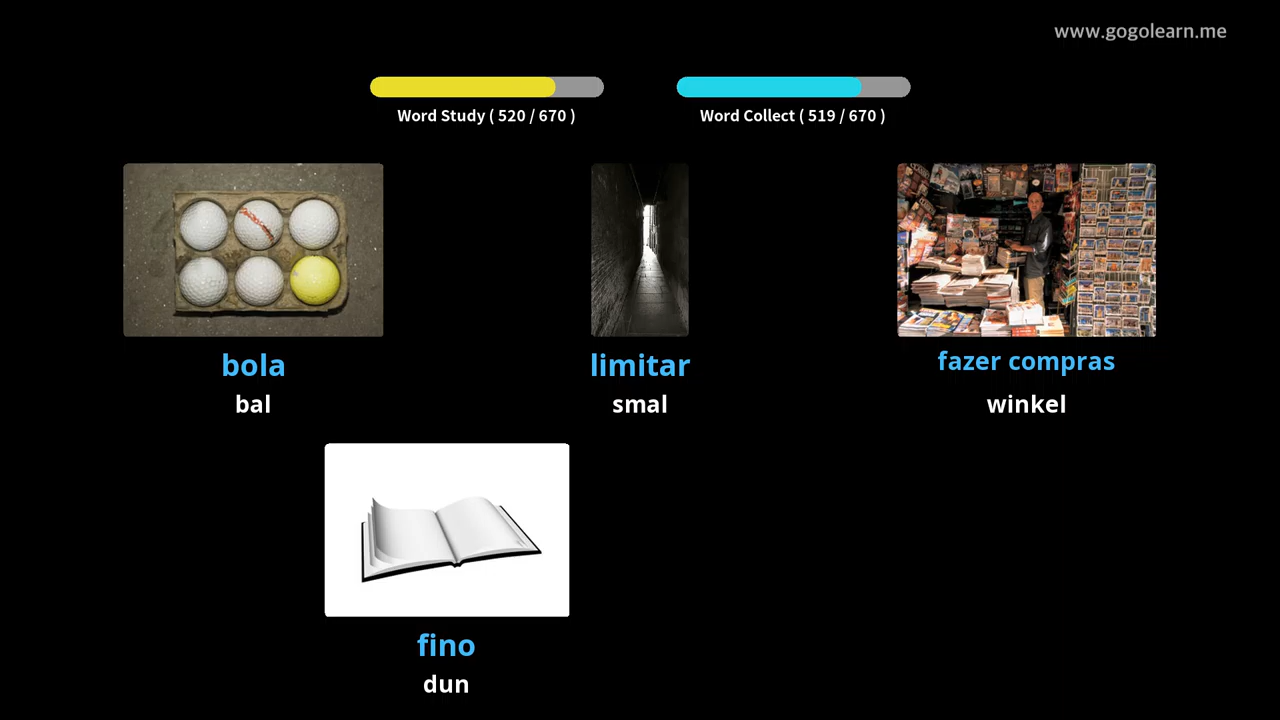 www.gogolearn.me
Word Study ( 520 / 670 )
Word Collect ( 519 / 670 )
bola
bal
limitar
smal
fazer compras
winkel
fino
dun